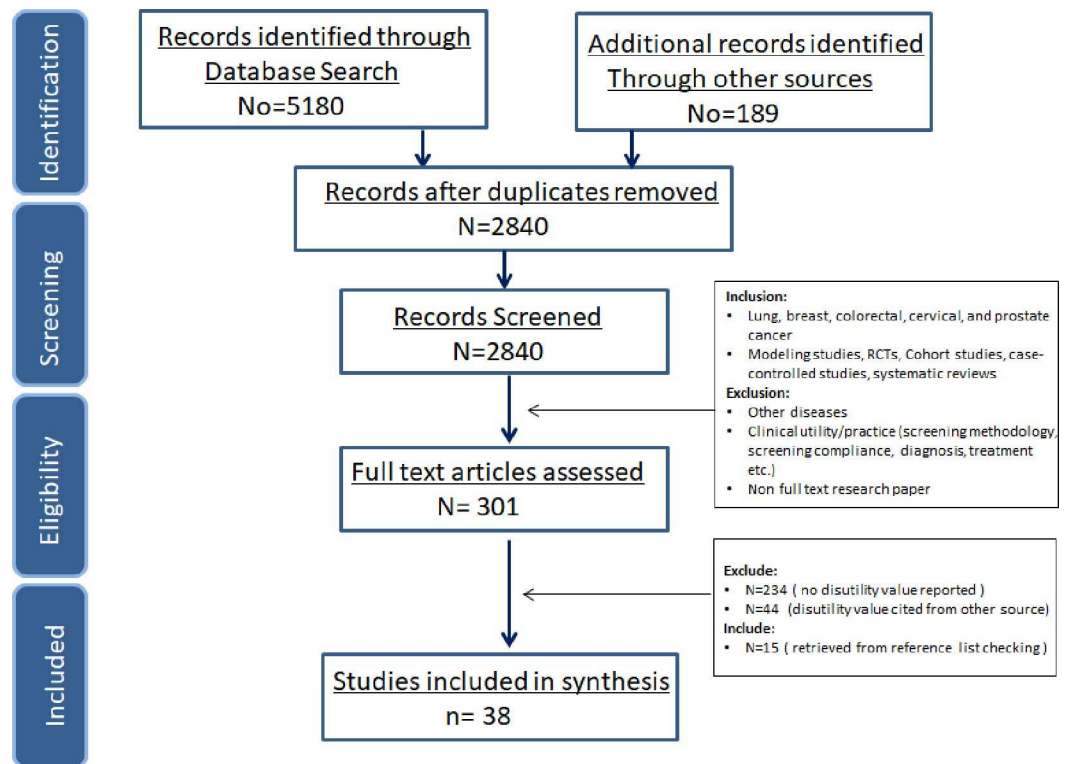 Identification
Records identified through
Database Search
No=5180
Additional records identified
Through other sources
No=189
Records after duplicates removed
N=2840
Screening
Records Screened
N=2840
Inclusion:
• Lung, breast, colorectal, cervical, and prostate
cancer
• Modeling studies, RCTs, Cohort studies, case-
controlled studies, systematic reviews
Exclusion:
• Other diseases
• Clinical utility/practice (screening methodology,
screening compliance, diagnosis, treatment
etc.)
• Non full text research paper
Eligibility
Full text articles assessed
N= 301
Exclude:
• N=234 ( no disutility value reported )
• N=44 (disutility value cited from other source)
Include:
• N=15 ( retrieved from reference list checking )
Included
Studies included in synthesis
n= 38